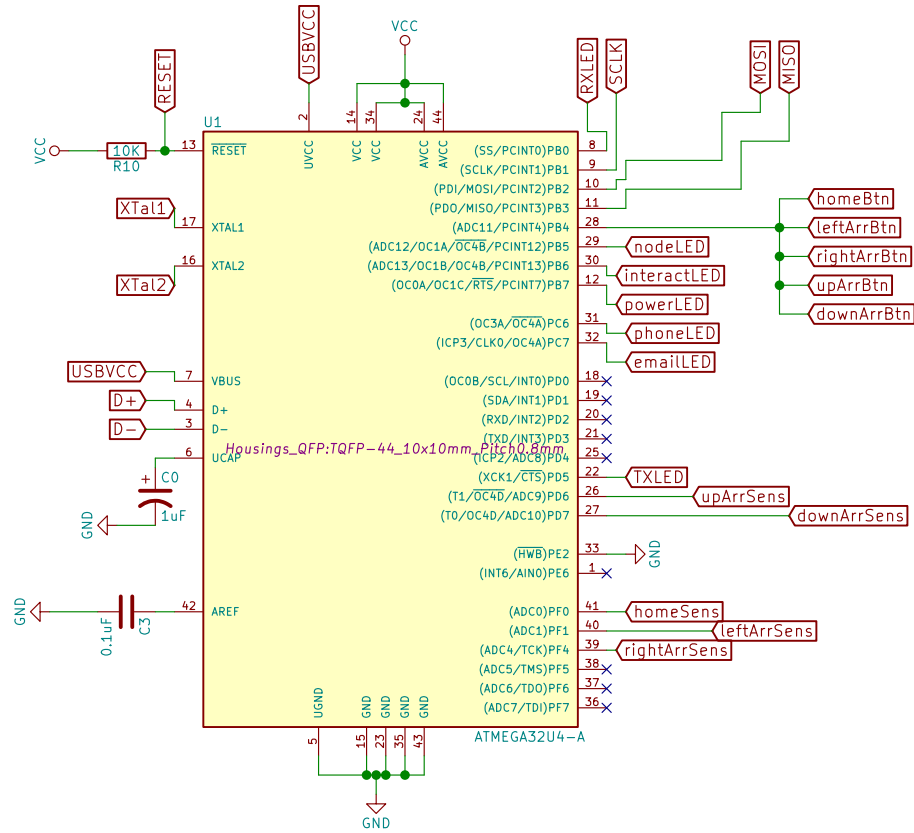 VCC
USBVCC
RESET
RXLED
SCLK
MOSI
MISO
U1
2
14
34
24
44
UVCC
VCC
VCC
AVCC
AVCC
VCC
10K
R10
13
RESET
XTal1
17
XTAL1
16
XTAL2
XTal2
USBVCC
7
VBUS
D+
4
D+
D-
3
D-
6
UCAP
Housings_QFP:TQFP-44_10x10mm_Pitch0.8mm
+
C0
1uF
GND
GND
0.1uF
C3
42
AREF
(SS/PCINT0)PB0
8
(SCLK/PCINT1)PB1
9
(PDI/MOSI/PCINT2)PB2
10
(PDO/MISO/PCINT3)PB3
11
(ADC11/PCINT4)PB4
28
(ADC12/OC1A/OC4B/PCINT12)PB5
29
nodeLED
(ADC13/OC1B/OC4B/PCINT13)PB6
30
interactLED
(OC0A/OC1C/RTS/PCINT7)PB7
12
powerLED
homeBtn
leftArrBtn
rightArrBtn
upArrBtn
downArrBtn
(OC3A/OC4A)PC6
31
phoneLED
(ICP3/CLK0/OC4A)PC7
32
emailLED
(OC0B/SCL/INT0)PD0
18
(SDA/INT1)PD1
19
(RXD/INT2)PD2
20
(TXD/INT3)PD3
21
(ICP2/ADC8)PD4
25
(XCK1/CTS)PD5
22
TXLED
(T1/OC4D/ADC9)PD6
26
upArrSens
(T0/OC4D/ADC10)PD7
27
downArrSens
(HWB)PE2
33
GND
(INT6/AIN0)PE6
1
(ADC0)PF0
41
homeSens
(ADC1)PF1
40
leftArrSens
(ADC4/TCK)PF4
39
rightArrSens
(ADC5/TMS)PF5
38
(ADC6/TDO)PF6
37
(ADC7/TDI)PF7
36
UGND
GND
GND
GND
GND
5
15
23
35
43
ATMEGA32U4-A
GND